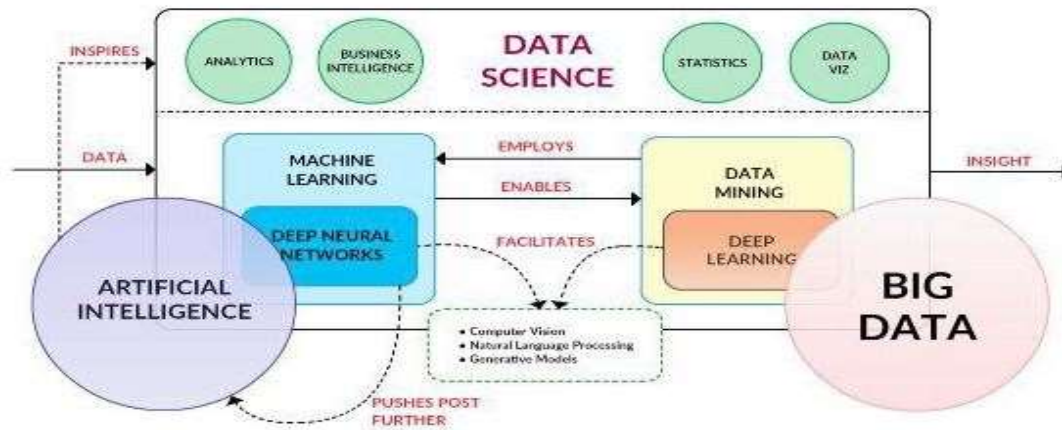 INSPIRES
ANALYTICS
BUSINESS
INTELLIGENCE
DATA
SCIENCE
STATISTICS
DATA
VIZ
DATA
MACHINE
LEARNING
EMPLOYS
ENABLES
DATA
MINING
INSIGHT
DEEP NEURAL
NETWORKS
FACILITATES
DEEP
LEARNING
ARTIFICIAL
INTELLIGENCE
BIG
DATA
• Computer Vision
• Natural Language Processing
• Generative Models
PUSHES POST
FURTHER